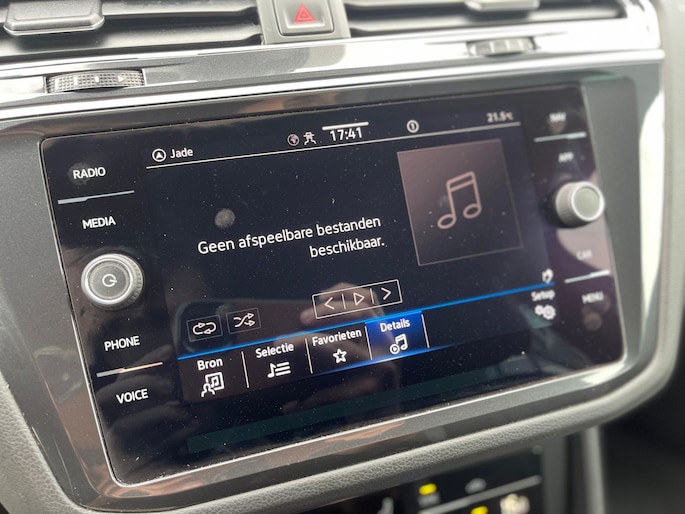 RADIO
MEDIA
PHONE
VOICE
Jade
17:41
1
21.5°C
Geen afspeelbare bestanden
beschikbaar.
Bron
Selectie
Favorieten
Details
Setup
NAV
APP
CAR
MENU